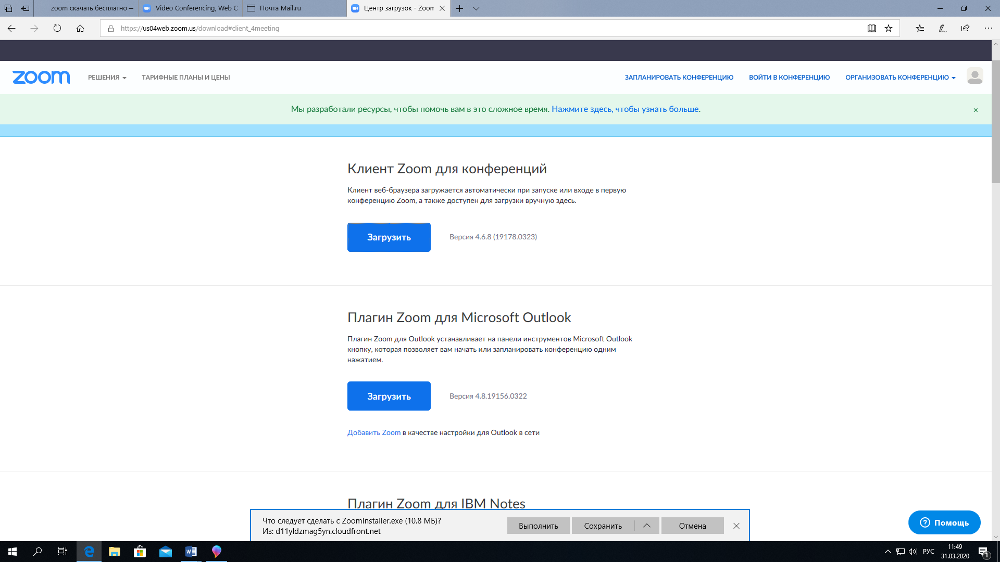 zoom скачать бесплатно —
Video Conferencing, Web C
Почта Mail.ru
Центр загрузок - Zoom
https://us04web.zoom.us/download#client_4meeting
zoom
РЕШЕНИЯ
ТАРИФНЫЕ ПЛАНЫ И ЦЕНЫ
ЗАПЛАНИРОВАТЬ КОНФЕРЕНЦИЮ
ВОЙТИ В КОНФЕРЕНЦИЮ
ОРГАНИЗОВАТЬ КОНФЕРЕНЦИЮ
Мы разработали ресурсы, чтобы помочь вам в это сложное время. Нажмите здесь, чтобы узнать больше.
Клиент Zoom для конференций
Клиент веб-браузера загружается автоматически при запуске или входе в первую
конференцию Zoom, а также доступен для загрузки вручную здесь.
Загрузить
Версия 4.6.8 (19178.0323)
Плагин Zoom для Microsoft Outlook
Плагин Zoom для Outlook устанавливает на панели инструментов Microsoft Outlook
кнопку, которая позволяет вам начать или запланировать конференцию одним
нажатием.
Загрузить
Версия 4.8.19156.0322
Добавить Zoom в качестве настройки для Outlook в сети
Плагин Zoom для IBM Notes
Что следует сделать с ZoomInstaller.exe (10.8 МБ)?
Из: d11yldzmag5yn.cloudfront.net
Выполнить
Сохранить
Отмена
Помощь
РУС
11:49
31.03.2020
1